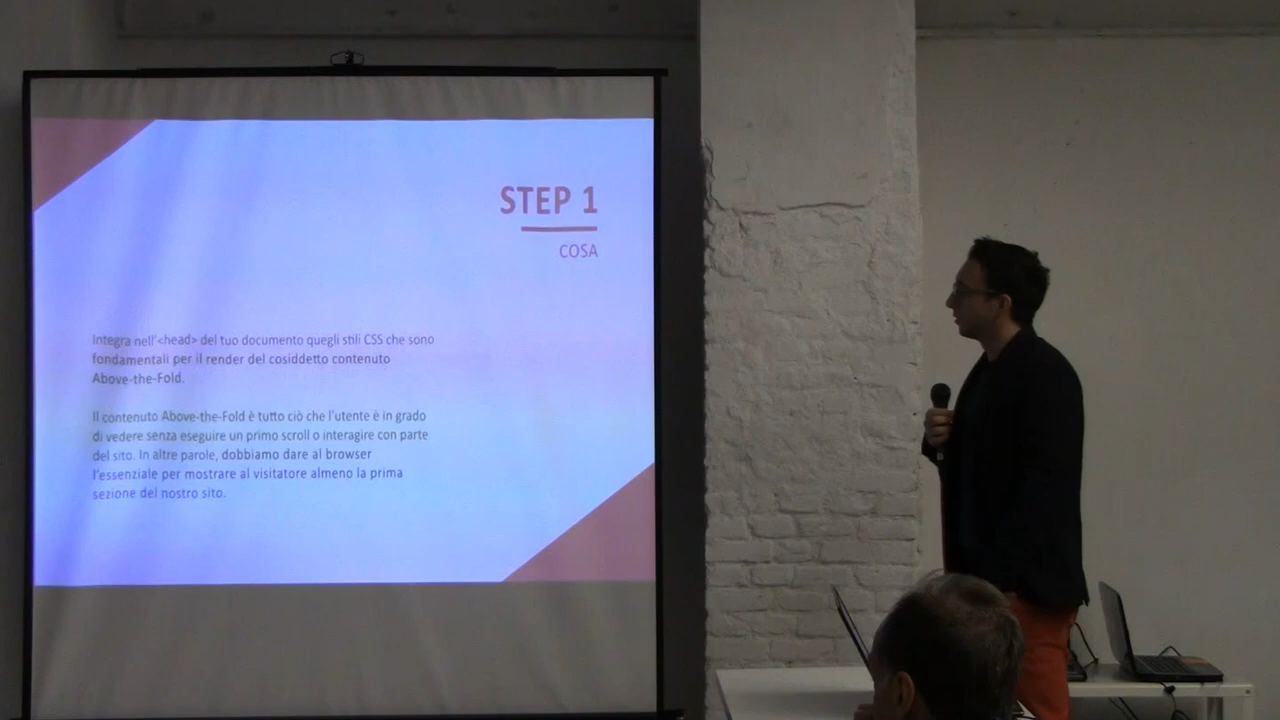 STEP 1
COSA
Integra nell'<head> del tuo documento quegli stili CSS che sono
fondamentali per il render del cosiddetto contenuto
Above-the-Fold.
Il contenuto Above-the-Fold è tutto ciò che l'utente è in grado
di vedere senza eseguire un primo scroll o interagire con parte
del sito. In altre parole, dobbiamo dare al browser
l'essenziale per mostrare al visitatore almeno la prima
sezione del nostro sito.